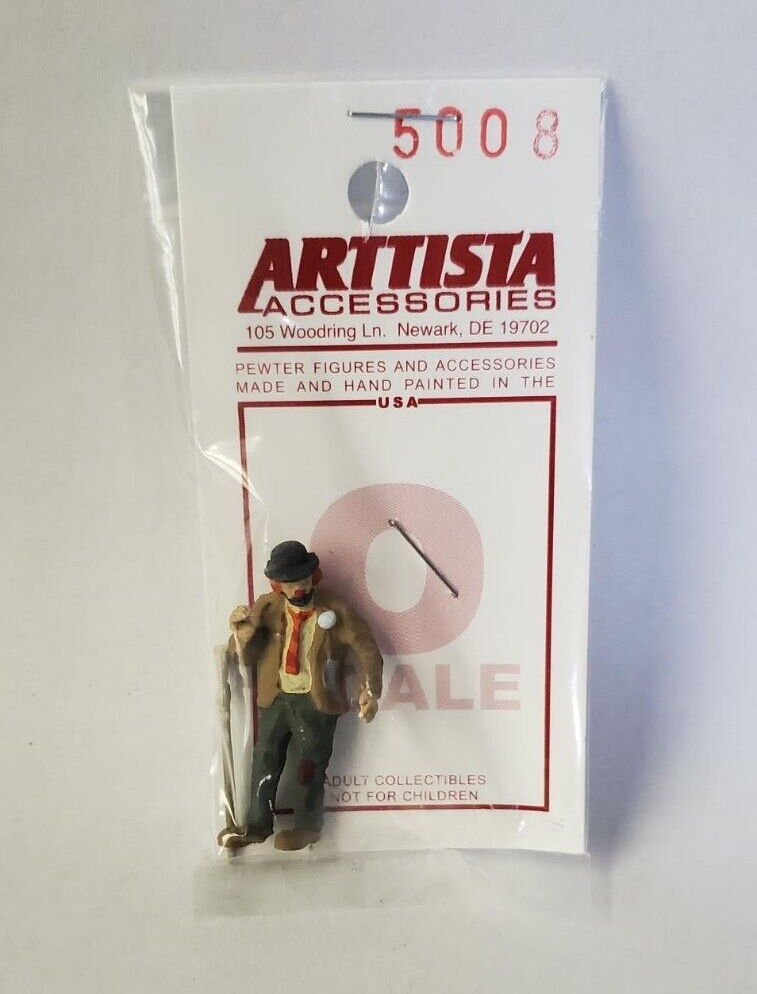 5008
ARTTISTA
ACCESSORIES
105 Woodring Ln. Newark, DE 19702
PEWTER FIGURES AND ACCESSORIES
MADE AND HAND PAINTED IN THE
USA
O
ALE
ADULT COLLECTIBLES
NOT FOR CHILDREN